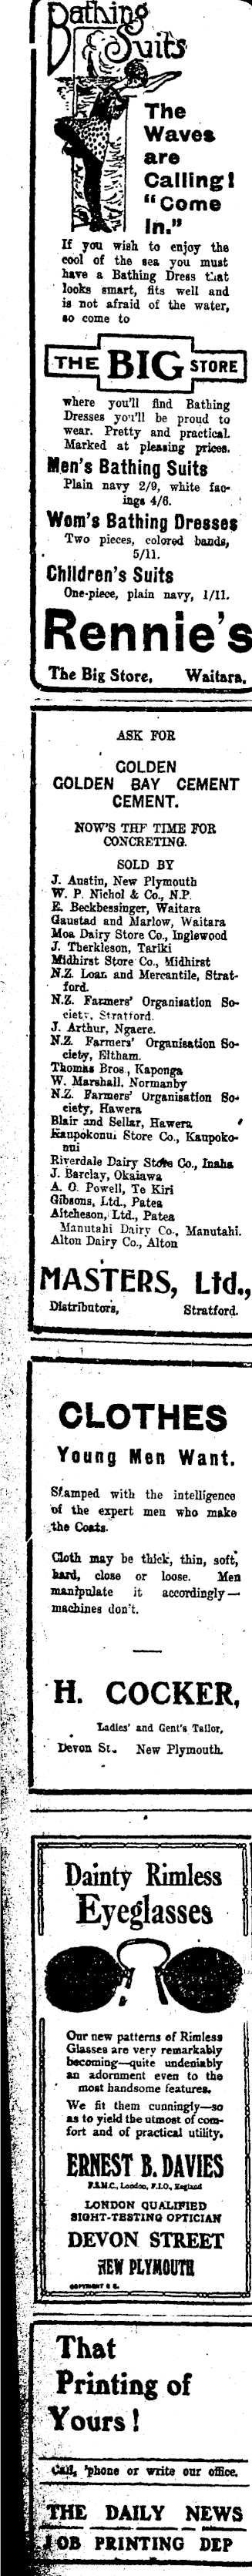 Bathing
Suits
The
Waves
are
Calling!
"Come
In."
If you wish to enjoy the
cool of the sea you must
have a Bathing Dress that
looks smart, fits well and
is not afraid of the water,
so come to
THE BIG STORE
where you'll find Bathing
Dresses you'll be proud to
wear. Pretty and practical.
Marked at pleasing prices.
Men's Bathing Suits
Plain navy 2/9, white fac-
ings 4/6.
Wom's Bathing Dresses
Two pieces, colored bands,
5/11.
Children's Suits
One-piece, plain navy, 1/11.
Rennie's
The Big Store, Waitara.
ASK FOR
GOLDEN
GOLDEN BAY CEMENT
CEMENT.
NOW'S THE TIME FOR
CONCRETING.
SOLD BY
J. Austin, New Plymouth
W. P. Nichol & Co., N.P.
E. Beckbessinger, Waitara
Gaustad and Marlow, Waitara
Moa Dairy Store Co., Inglewood
J. Therkleson, Tariki
Midhirst Store Co., Midhirst
N.Z. Loan and Mercantile, Strat-
ford.
N.Z. Farmers' Organisation So-
ciety, Stratford.
J. Arthur, Ngaere.
N.Z. Farmers' Organisation So-
ciety, Eltham.
Thomas Bros., Kaponga
W. Marshall, Normanby
N.Z. Farmers' Organisation So-
ciety, Hawera
Blair and Sellar, Hawera
Kaupokonui Store Co., Kaupoko-
nui
Riverdale Dairy Store Co., Inaha
J. Barclay, Okaiawa
A. O. Powell, Te Kiri
Gibsons, Ltd., Patea
Aitcheson, Ltd., Patea
Manutahi Dairy Co., Manutahi.
Alton Dairy Co., Alton
MASTERS, Ltd.,
Distributors, Stratford.
CLOTHES
Young Men Want.
Stamped with the intelligence
of the expert men who make
the Coats.
Cloth may be thick, thin, soft,
hard, close or loose. Men
manipulate it accordingly—
machines don't.
H. COCKER,
Ladies' and Gent's Tailor,
Devon St., New Plymouth.
Dainty Rimless
Eyeglasses
Our new patterns of Rimless
Glasses are very remarkably
becoming—quite undeniably
an adornment even to the
most handsome features.
We fit them cunningly—so
as to yield the utmost of com-
fort and of practical utility.
ERNEST B. DAVIES
F.S.M.C., London, F.I.O., England
LONDON QUALIFIED
SIGHT-TESTING OPTICIAN
DEVON STREET
NEW PLYMOUTH
COPYRIGHT
That
Printing of
Yours!
Call, 'phone or write our office.
THE DAILY NEWS
JOB PRINTING DEP